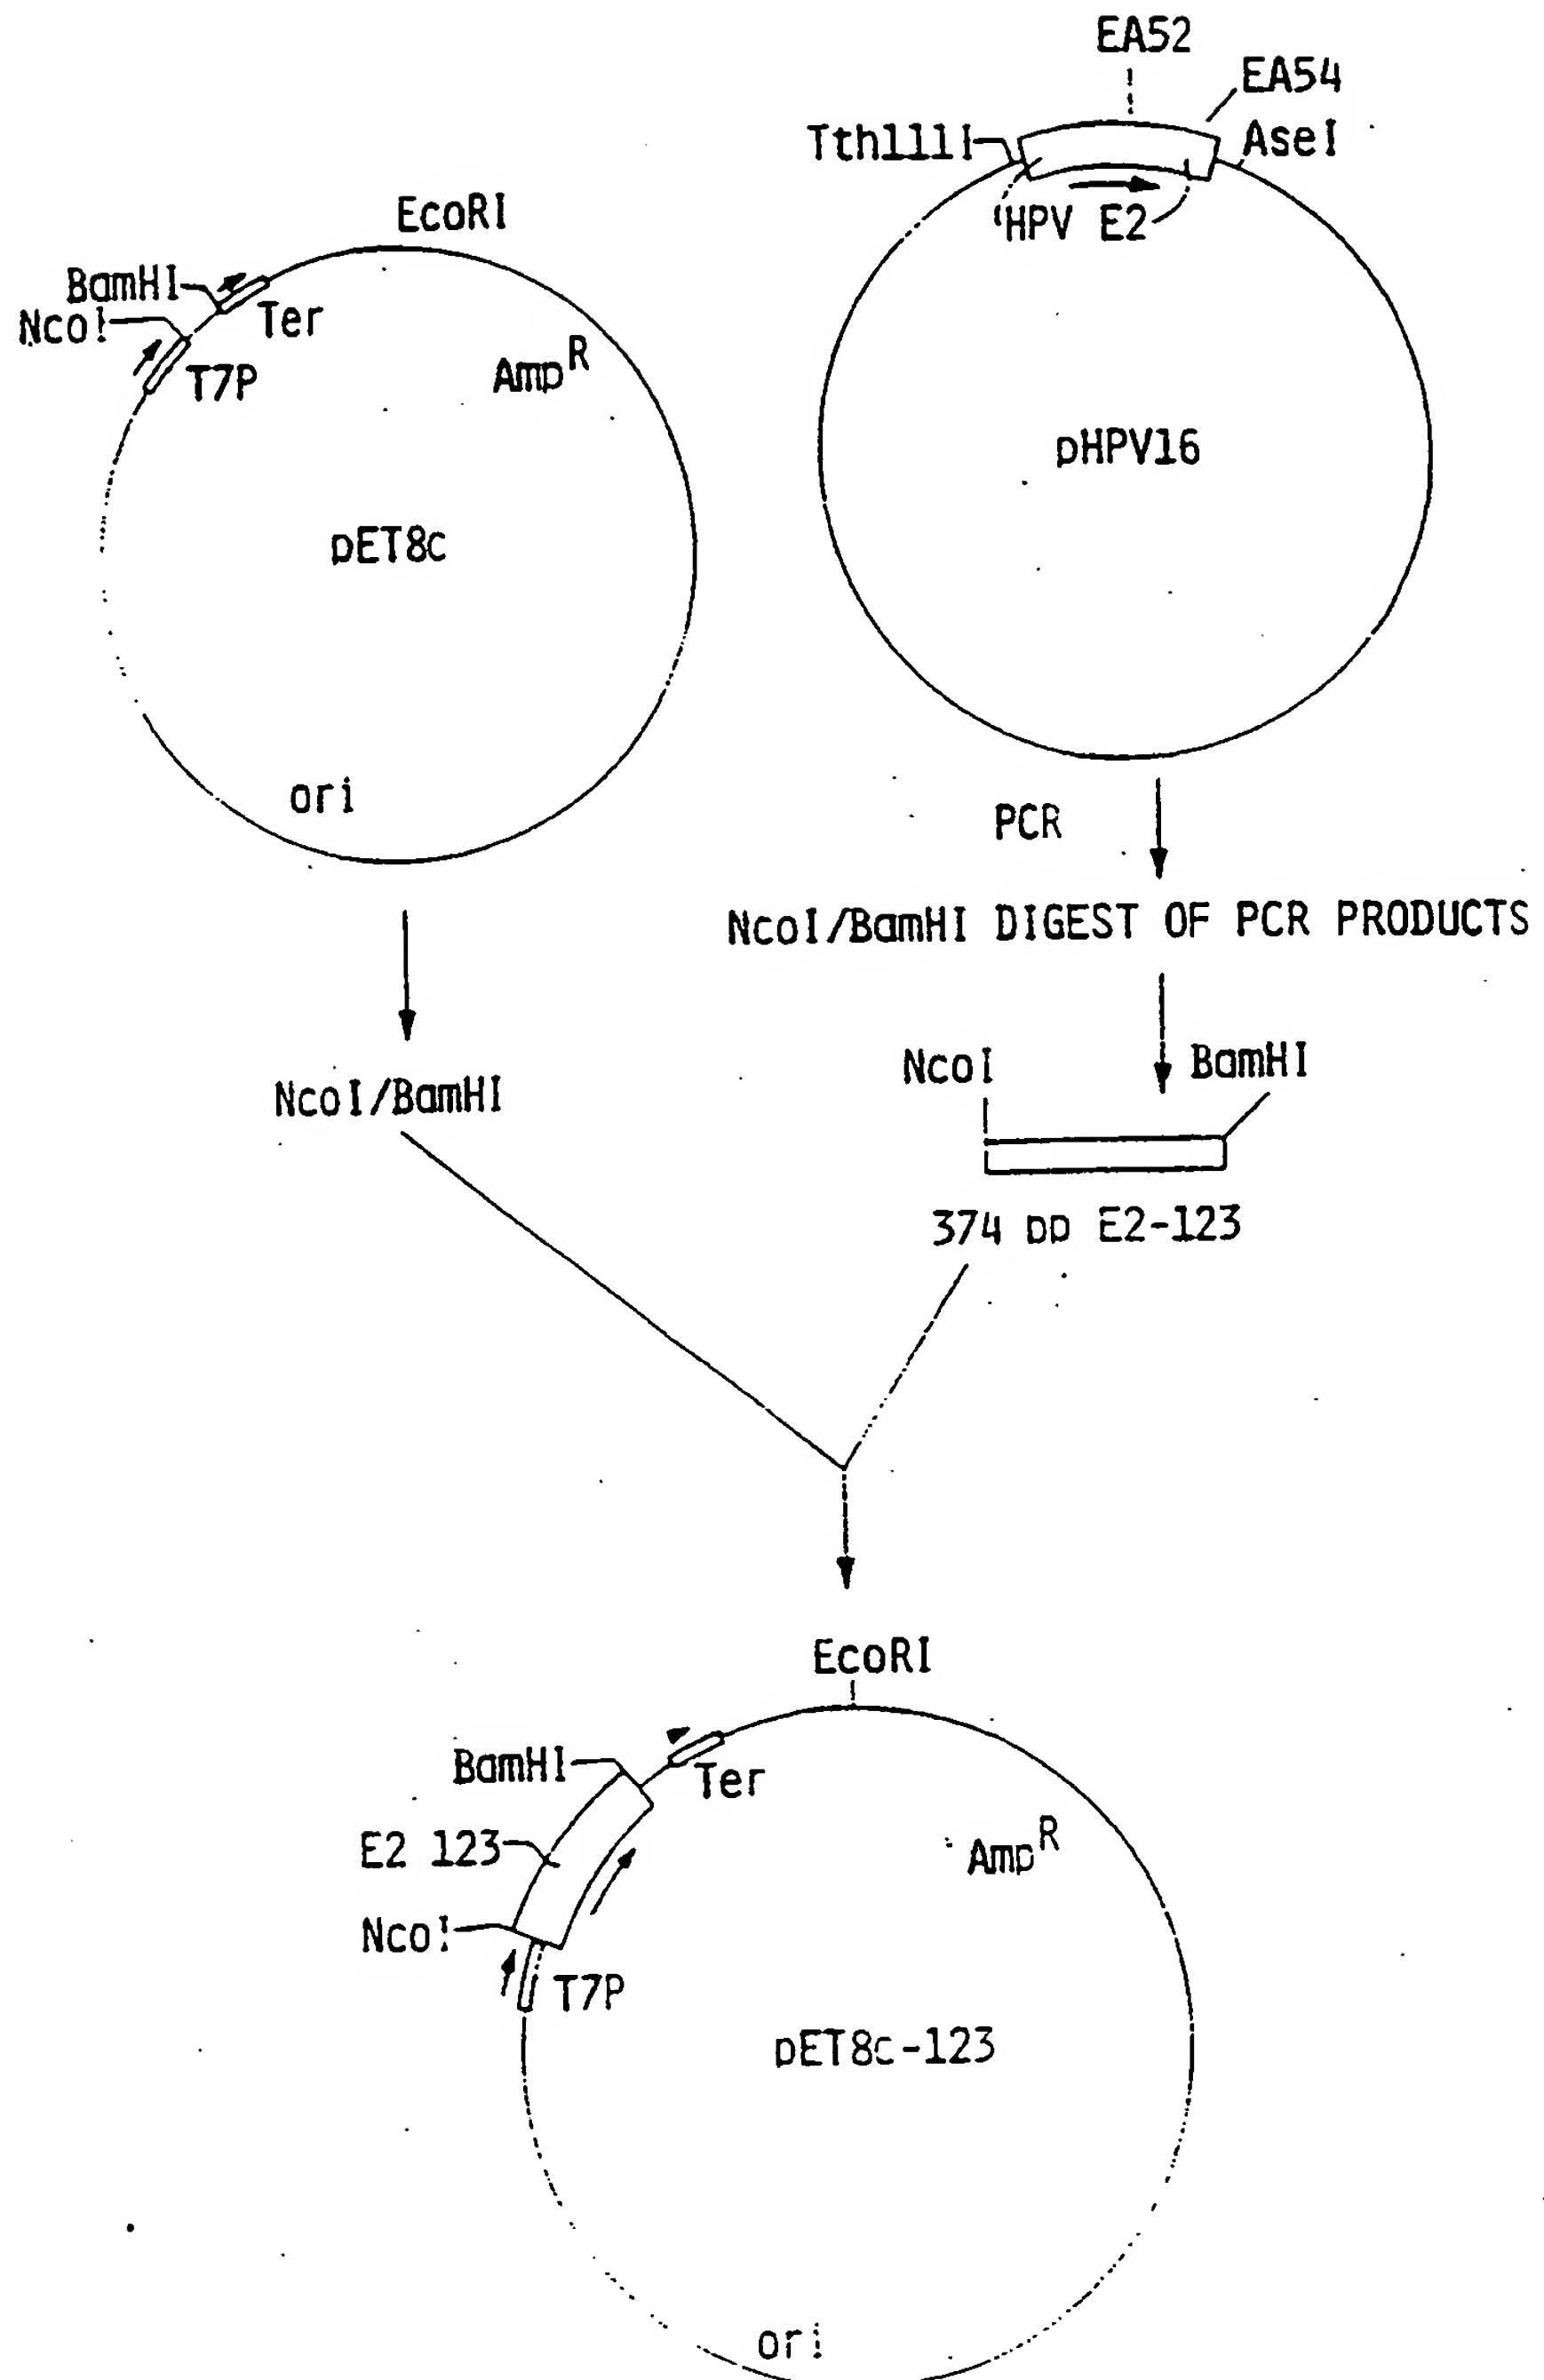 EA52
EA54
Tth111I
AseI
HPV E2
EcoRI
BamHI
NcoI
Ter
T7P
Amp R
pHPV16
pET8c
ori
PCR
NcoI/BamHI DIGEST OF PCR PRODUCTS
NcoI/BamHI
NcoI
BamHI
374 bp E2-123
EcoRI
BamHI
Ter
E2 123
Amp R
NcoI
T7P
pET8c-123
ori